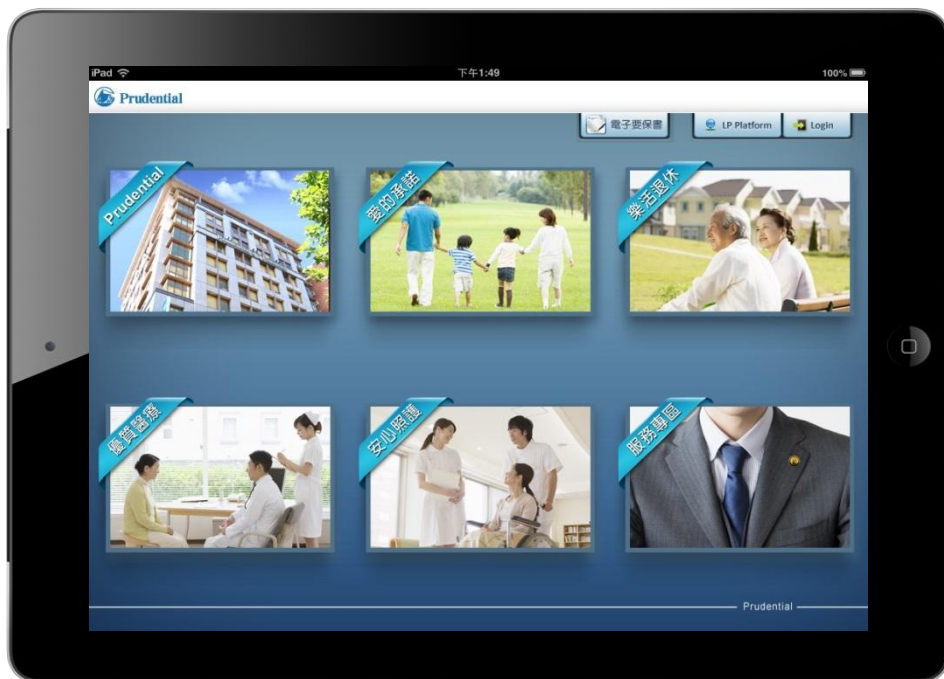 iPad 下午1:49 100%
Prudential
電子要保書 LP Platform Login
Prudential 愛的承諾 樂活退休
優質醫療 安心照護 服務專區
Prudential